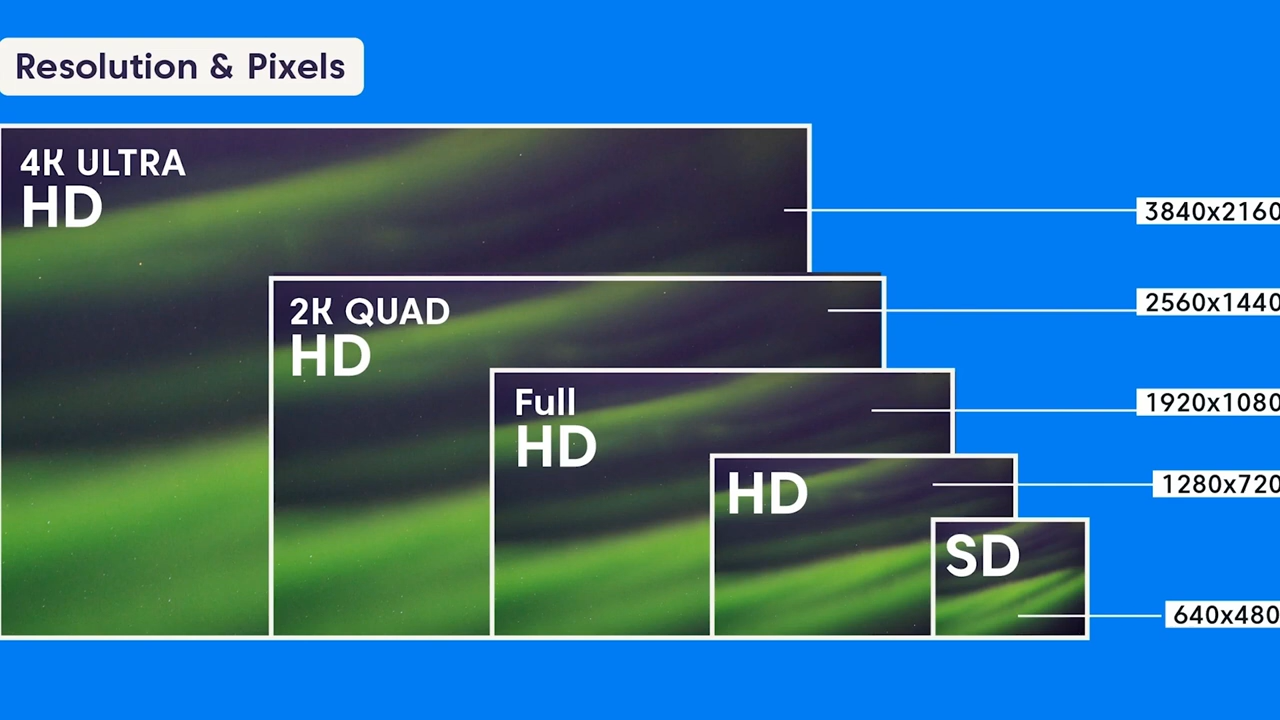 Resolution & Pixels
4K ULTRA
HD
3840x2160
2K QUAD
HD
2560x1440
Full
HD
1920x1080
HD
1280x720
SD
640x480